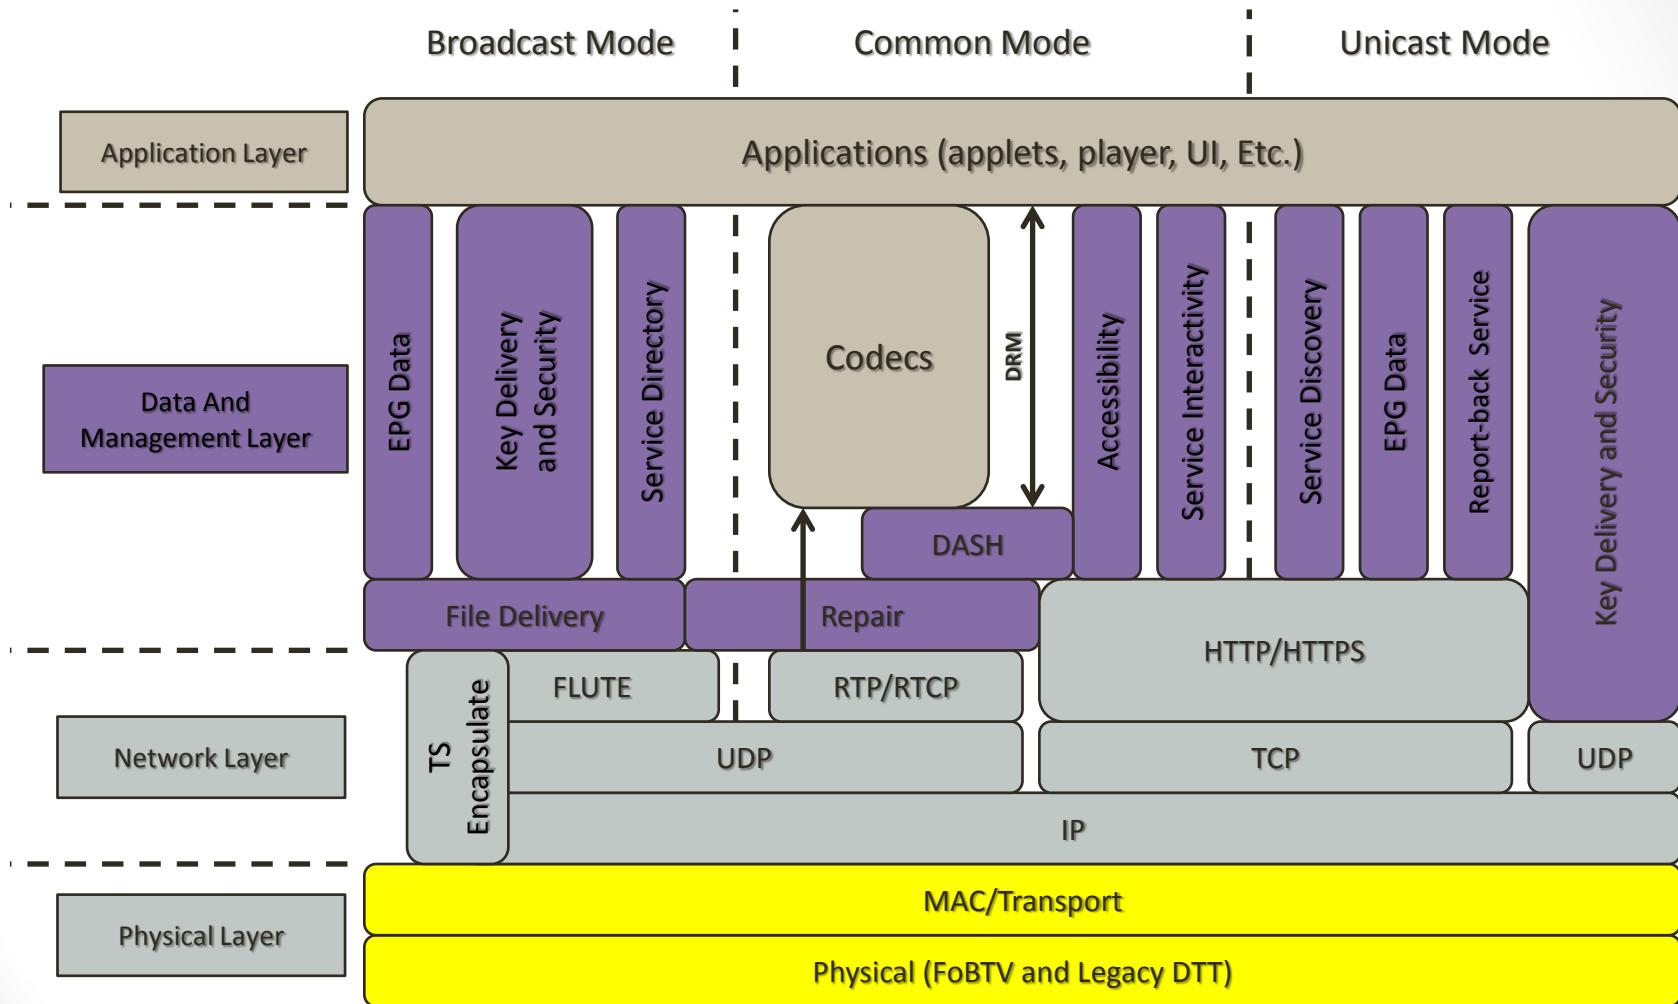 Broadcast Mode
Common Mode
Unicast Mode
Application Layer
Applications (applets, player, UI, Etc.)
Data And
Management Layer
EPG Data
Key Delivery
and Security
Service Directory
Codecs
DRM
Accessibility
Service Interactivity
Service Discovery
EPG Data
Report-back Service
Key Delivery and Security
DASH
File Delivery
Repair
HTTP/HTTPS
Network Layer
TS
Encapsulate
FLUTE
RTP/RTCP
UDP
TCP
UDP
IP
Physical Layer
MAC/Transport
Physical (FoBTV and Legacy DTT)